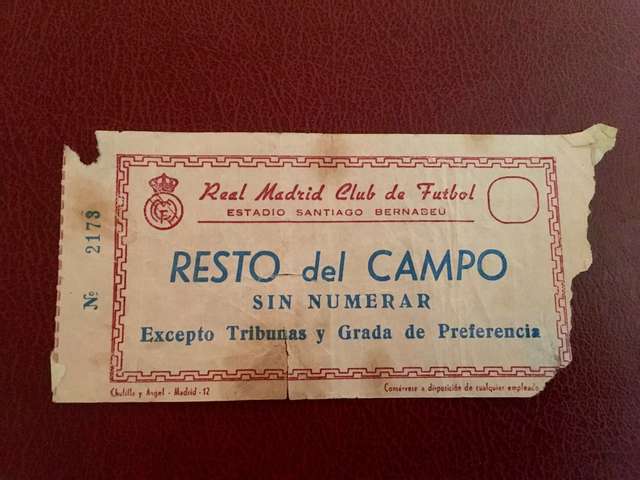 Nº 2173
Real Madrid Club de Futbol
ESTADIO SANTIAGO BERNABEU
RESTO del CAMPO
SIN NUMERAR
Excepto Tribunas y Grada de Preferencia
Chulilla y Angel - Madrid - 12
Consérvese a disposición de cualquier empleado